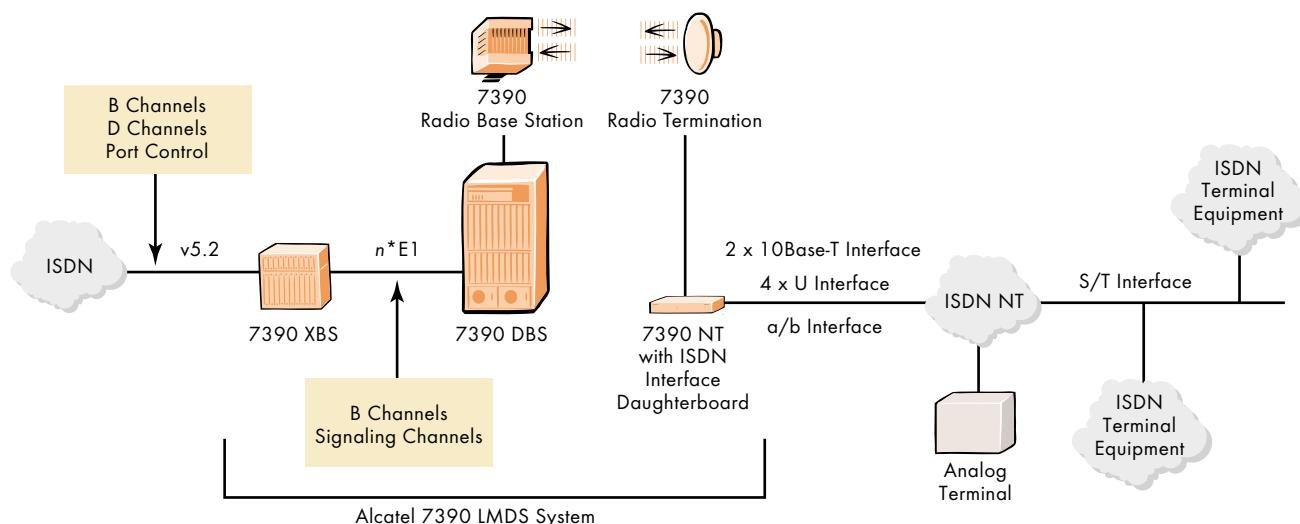 7390
Radio Base Station
7390
Radio Termination
B Channels
D Channels
Port Control
ISDN
Terminal
Equipment
ISDN
v5.2
n*E1
2 x 10Base-T Interface
4 x U Interface
a/b Interface
ISDN NT
S/T Interface
7390 XBS
7390 DBS
7390 NT
with ISDN
Interface
Daughterboard
B Channels
Signaling Channels
Analog
Terminal
ISDN
Terminal
Equipment
Alcatel 7390 LMDS System